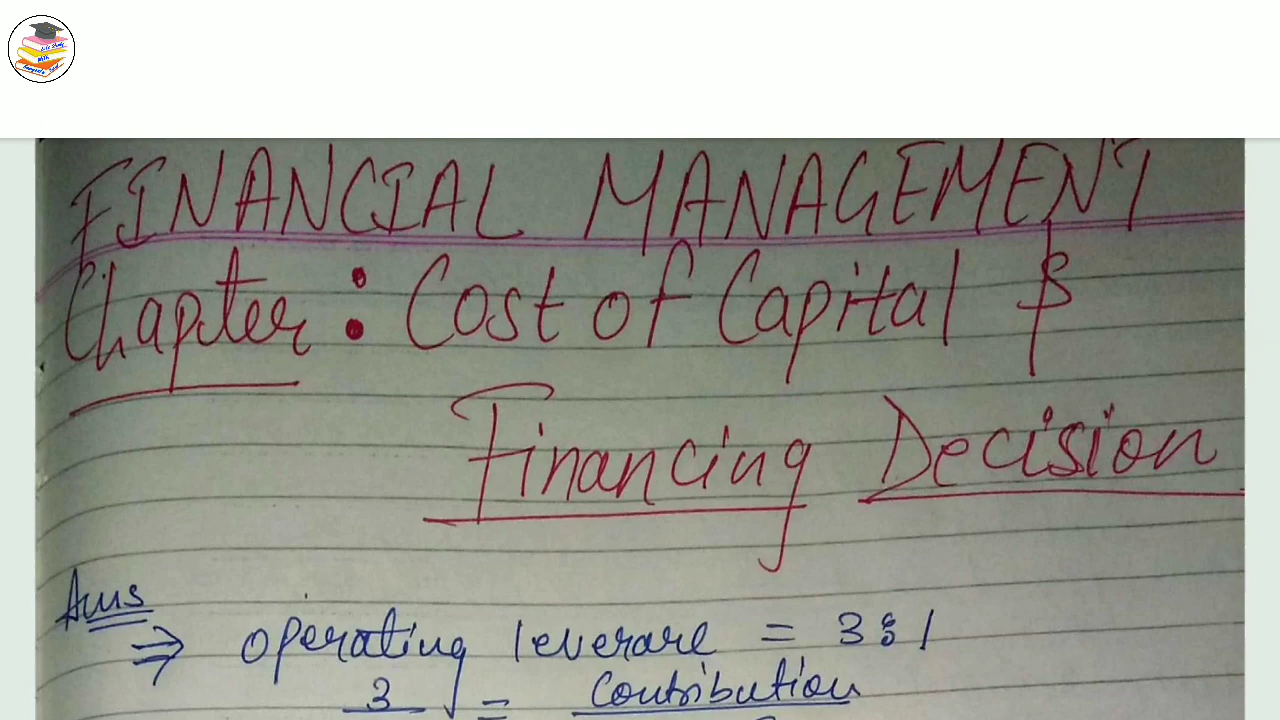 FINANCIAL MANAGEMENT
Chapter : Cost of Capital &
Financing Decision
Ans
⇒ operating leverare = 3:1
3 = Contribution